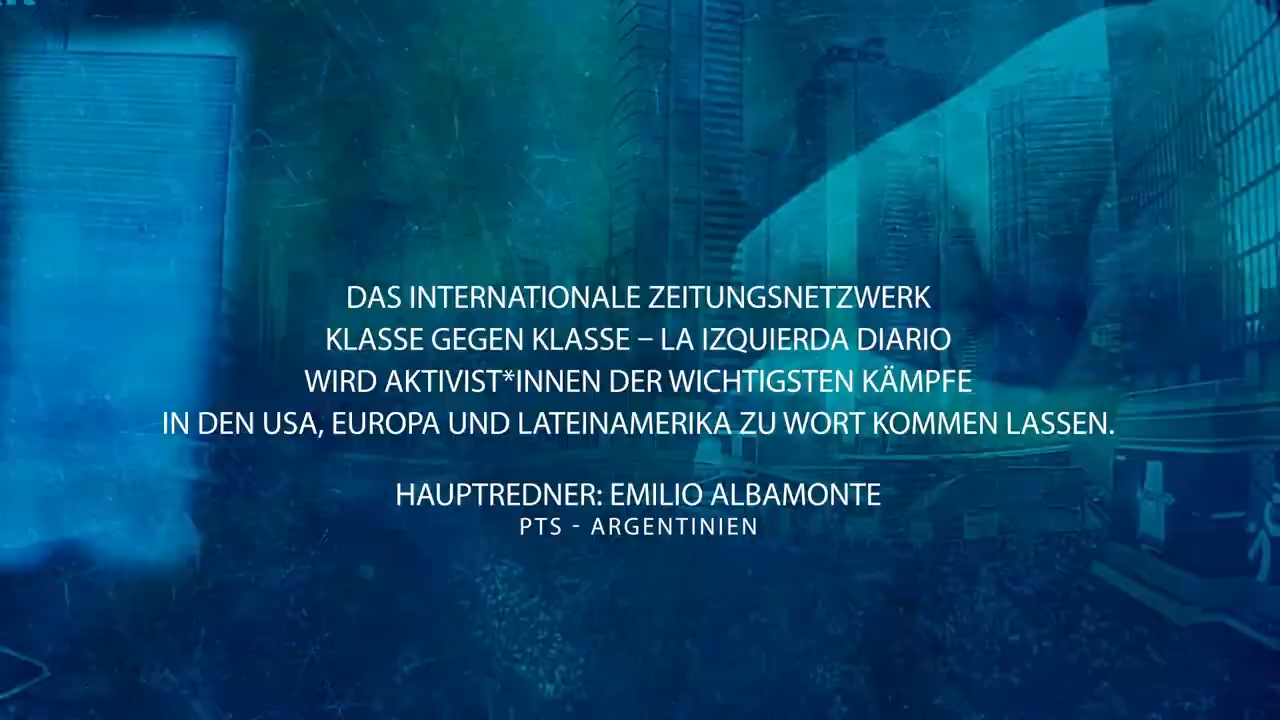 DAS INTERNATIONALE ZEITUNGSNETZWERK
KLASSE GEGEN KLASSE – LA IZQUIERDA DIARIO
WIRD AKTIVIST*INNEN DER WICHTIGSTEN KÄMPFE
IN DEN USA, EUROPA UND LATEINAMERIKA ZU WORT KOMMEN LASSEN.
HAUPTREDNER: EMILIO ALBAMONTE
PTS - ARGENTINIEN